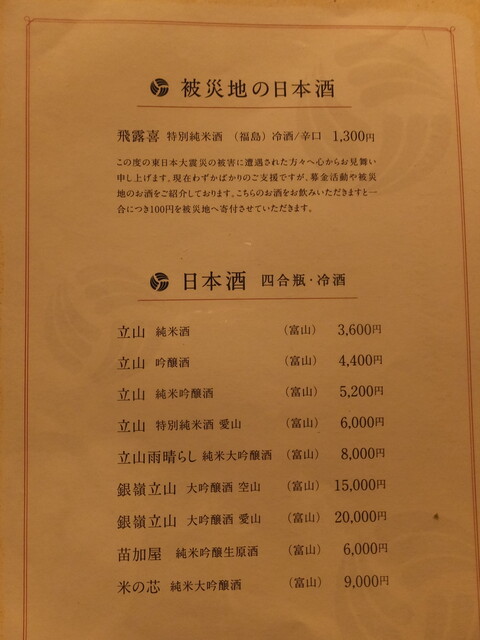 被災地の日本酒
飛露喜 特別純米酒 （福島） 冷酒/辛口 1,300円
この度の東日本大震災の被害に遭遇された方々へ心からお見舞い
申し上げます。現在わずかばかりのご支援ですが、募金活動や被災
地のお酒をご紹介しております。こちらのお酒をお飲みいただきますと一
合につき100円を被災地へ寄付させていただきます。
日本酒 四合瓶・冷酒
立山 純米酒 （富山） 3,600円
立山 吟醸酒 （富山） 4,400円
立山 純米吟醸酒 （富山） 5,200円
立山 特別純米酒 愛山 （富山） 6,000円
立山雨晴らし 純米大吟醸酒 （富山） 8,000円
銀嶺立山 大吟醸酒 空山 （富山） 15,000円
銀嶺立山 大吟醸酒 愛山 （富山） 20,000円
苗加屋 純米吟醸生原酒 （富山） 6,000円
米の芯 純米大吟醸酒 （富山） 9,000円